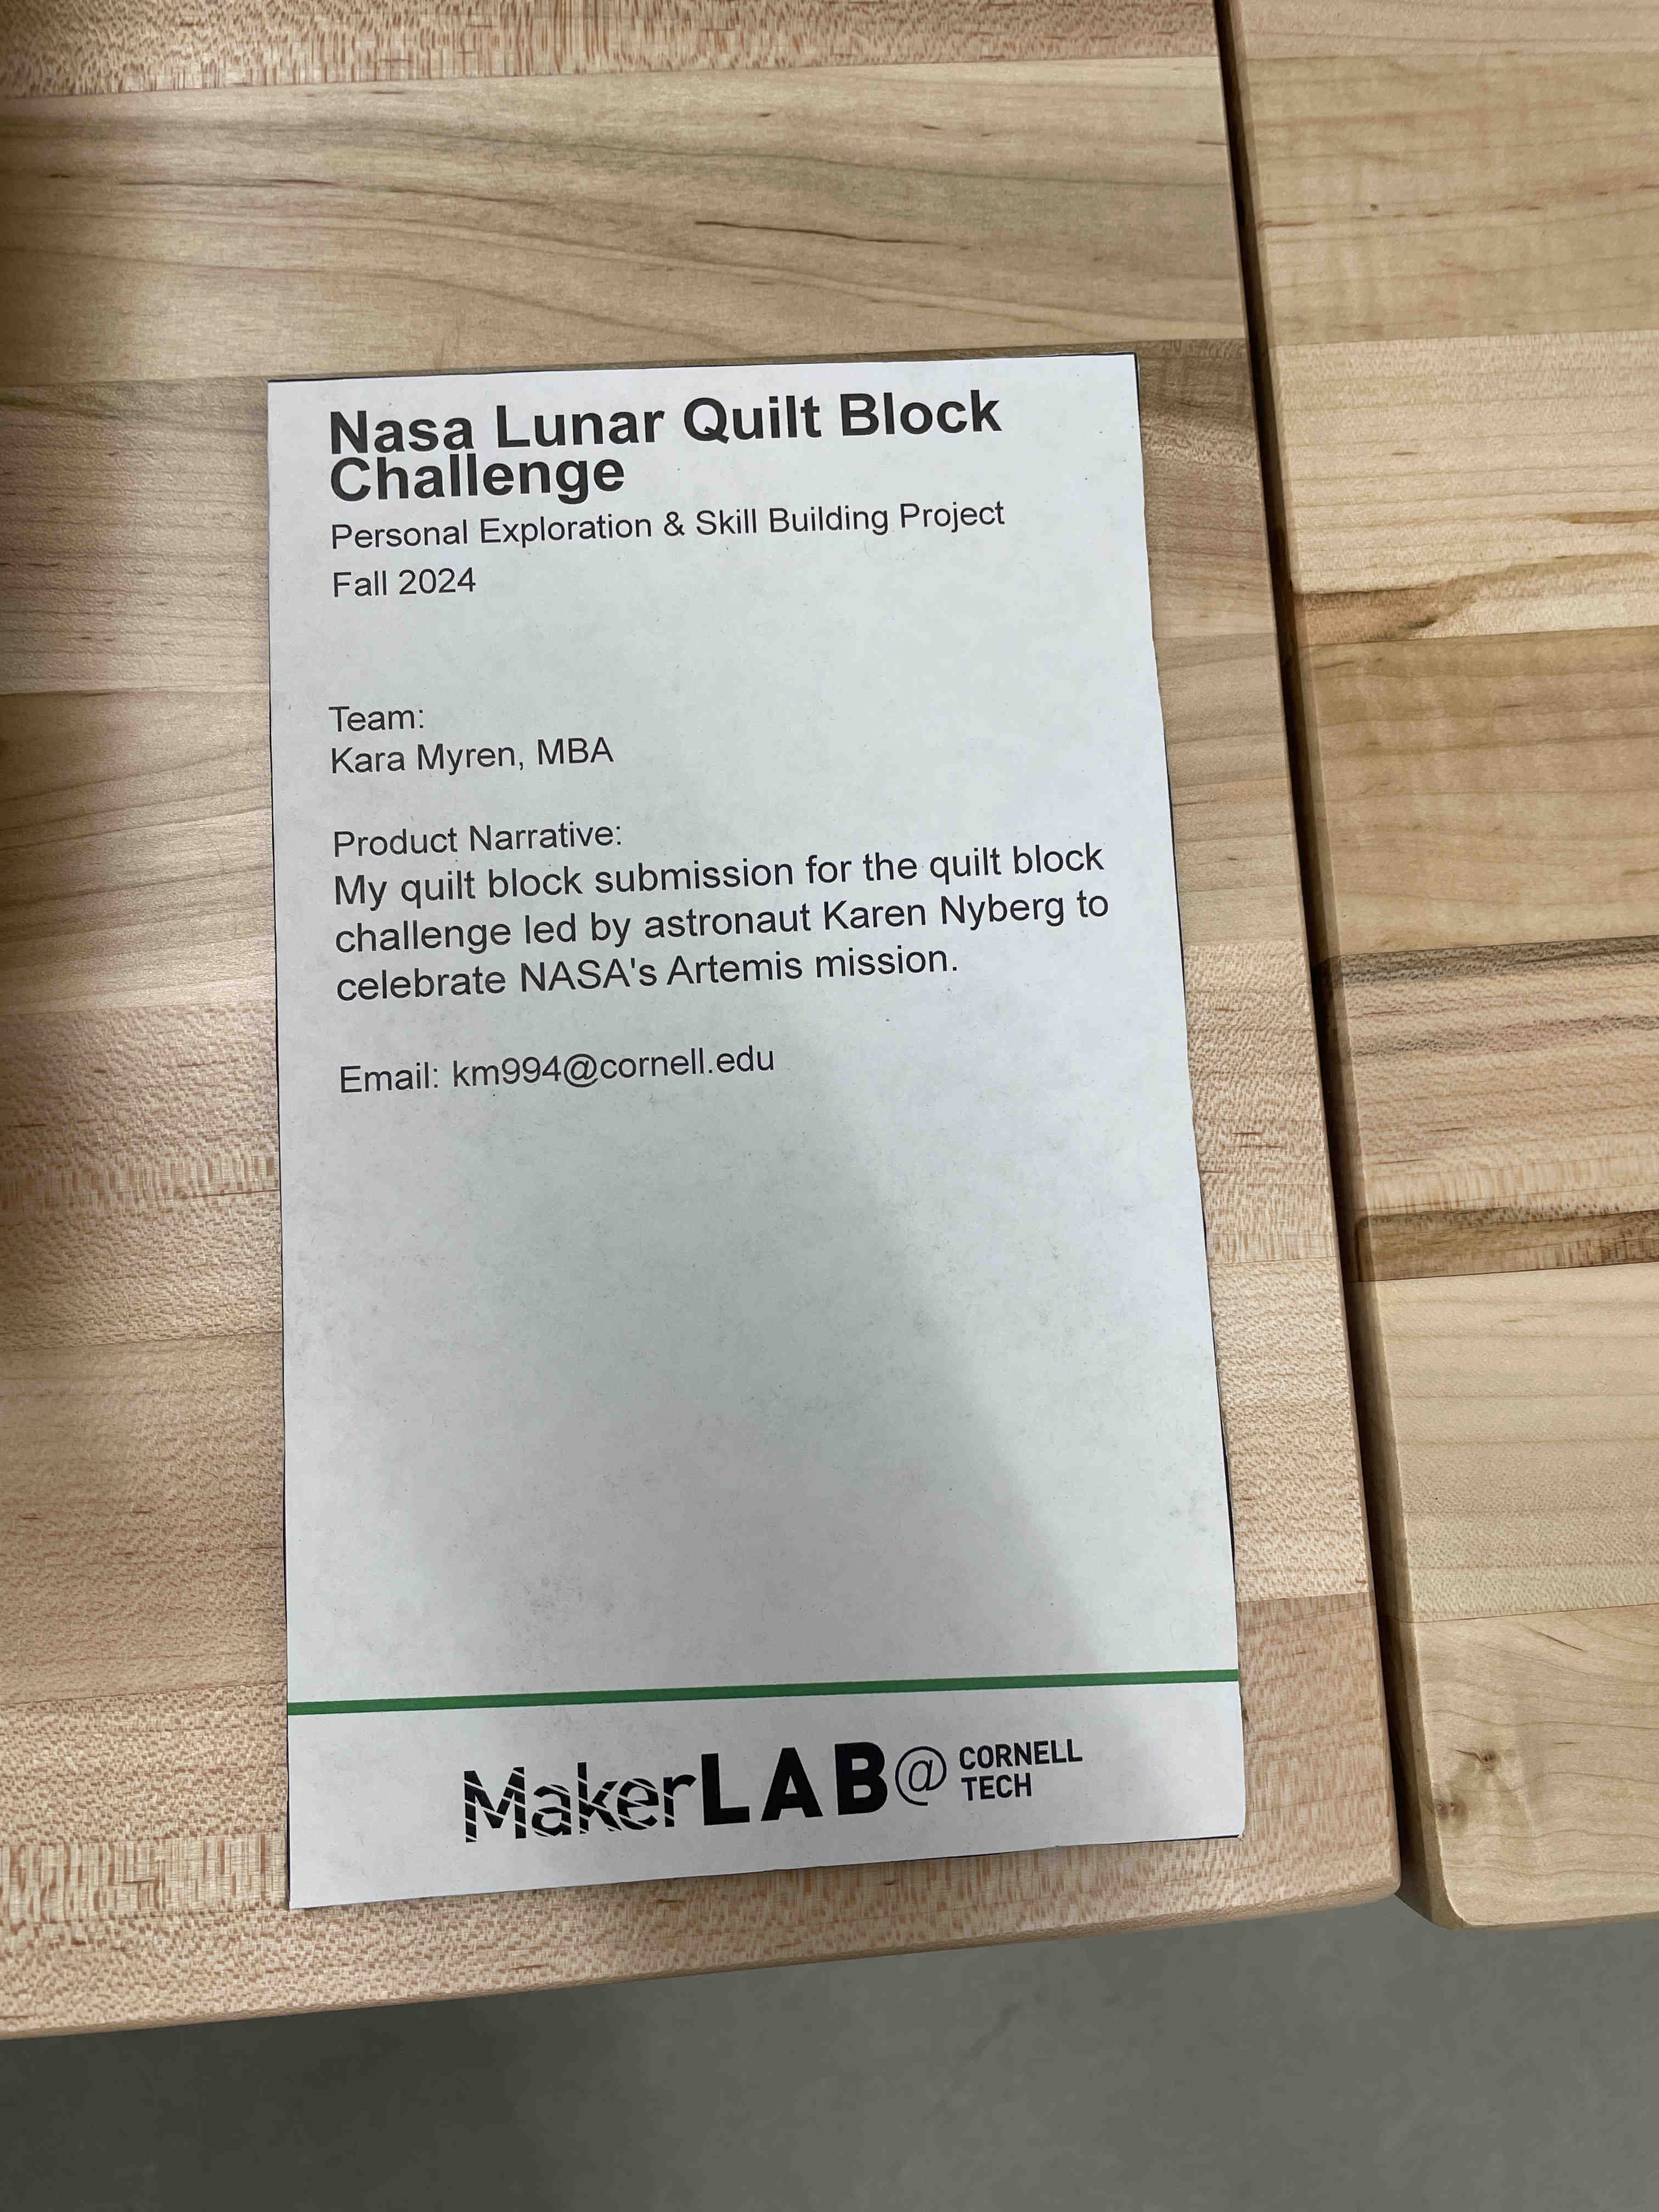 Nasa Lunar Quilt Block
Challenge
Personal Exploration & Skill Building Project
Fall 2024
Team:
Kara Myren, MBA
Product Narrative:
My quilt block submission for the quilt block
challenge led by astronaut Karen Nyberg to
celebrate NASA's Artemis mission.
Email: km994@cornell.edu
MakerLAB@ CORNELL
TECH